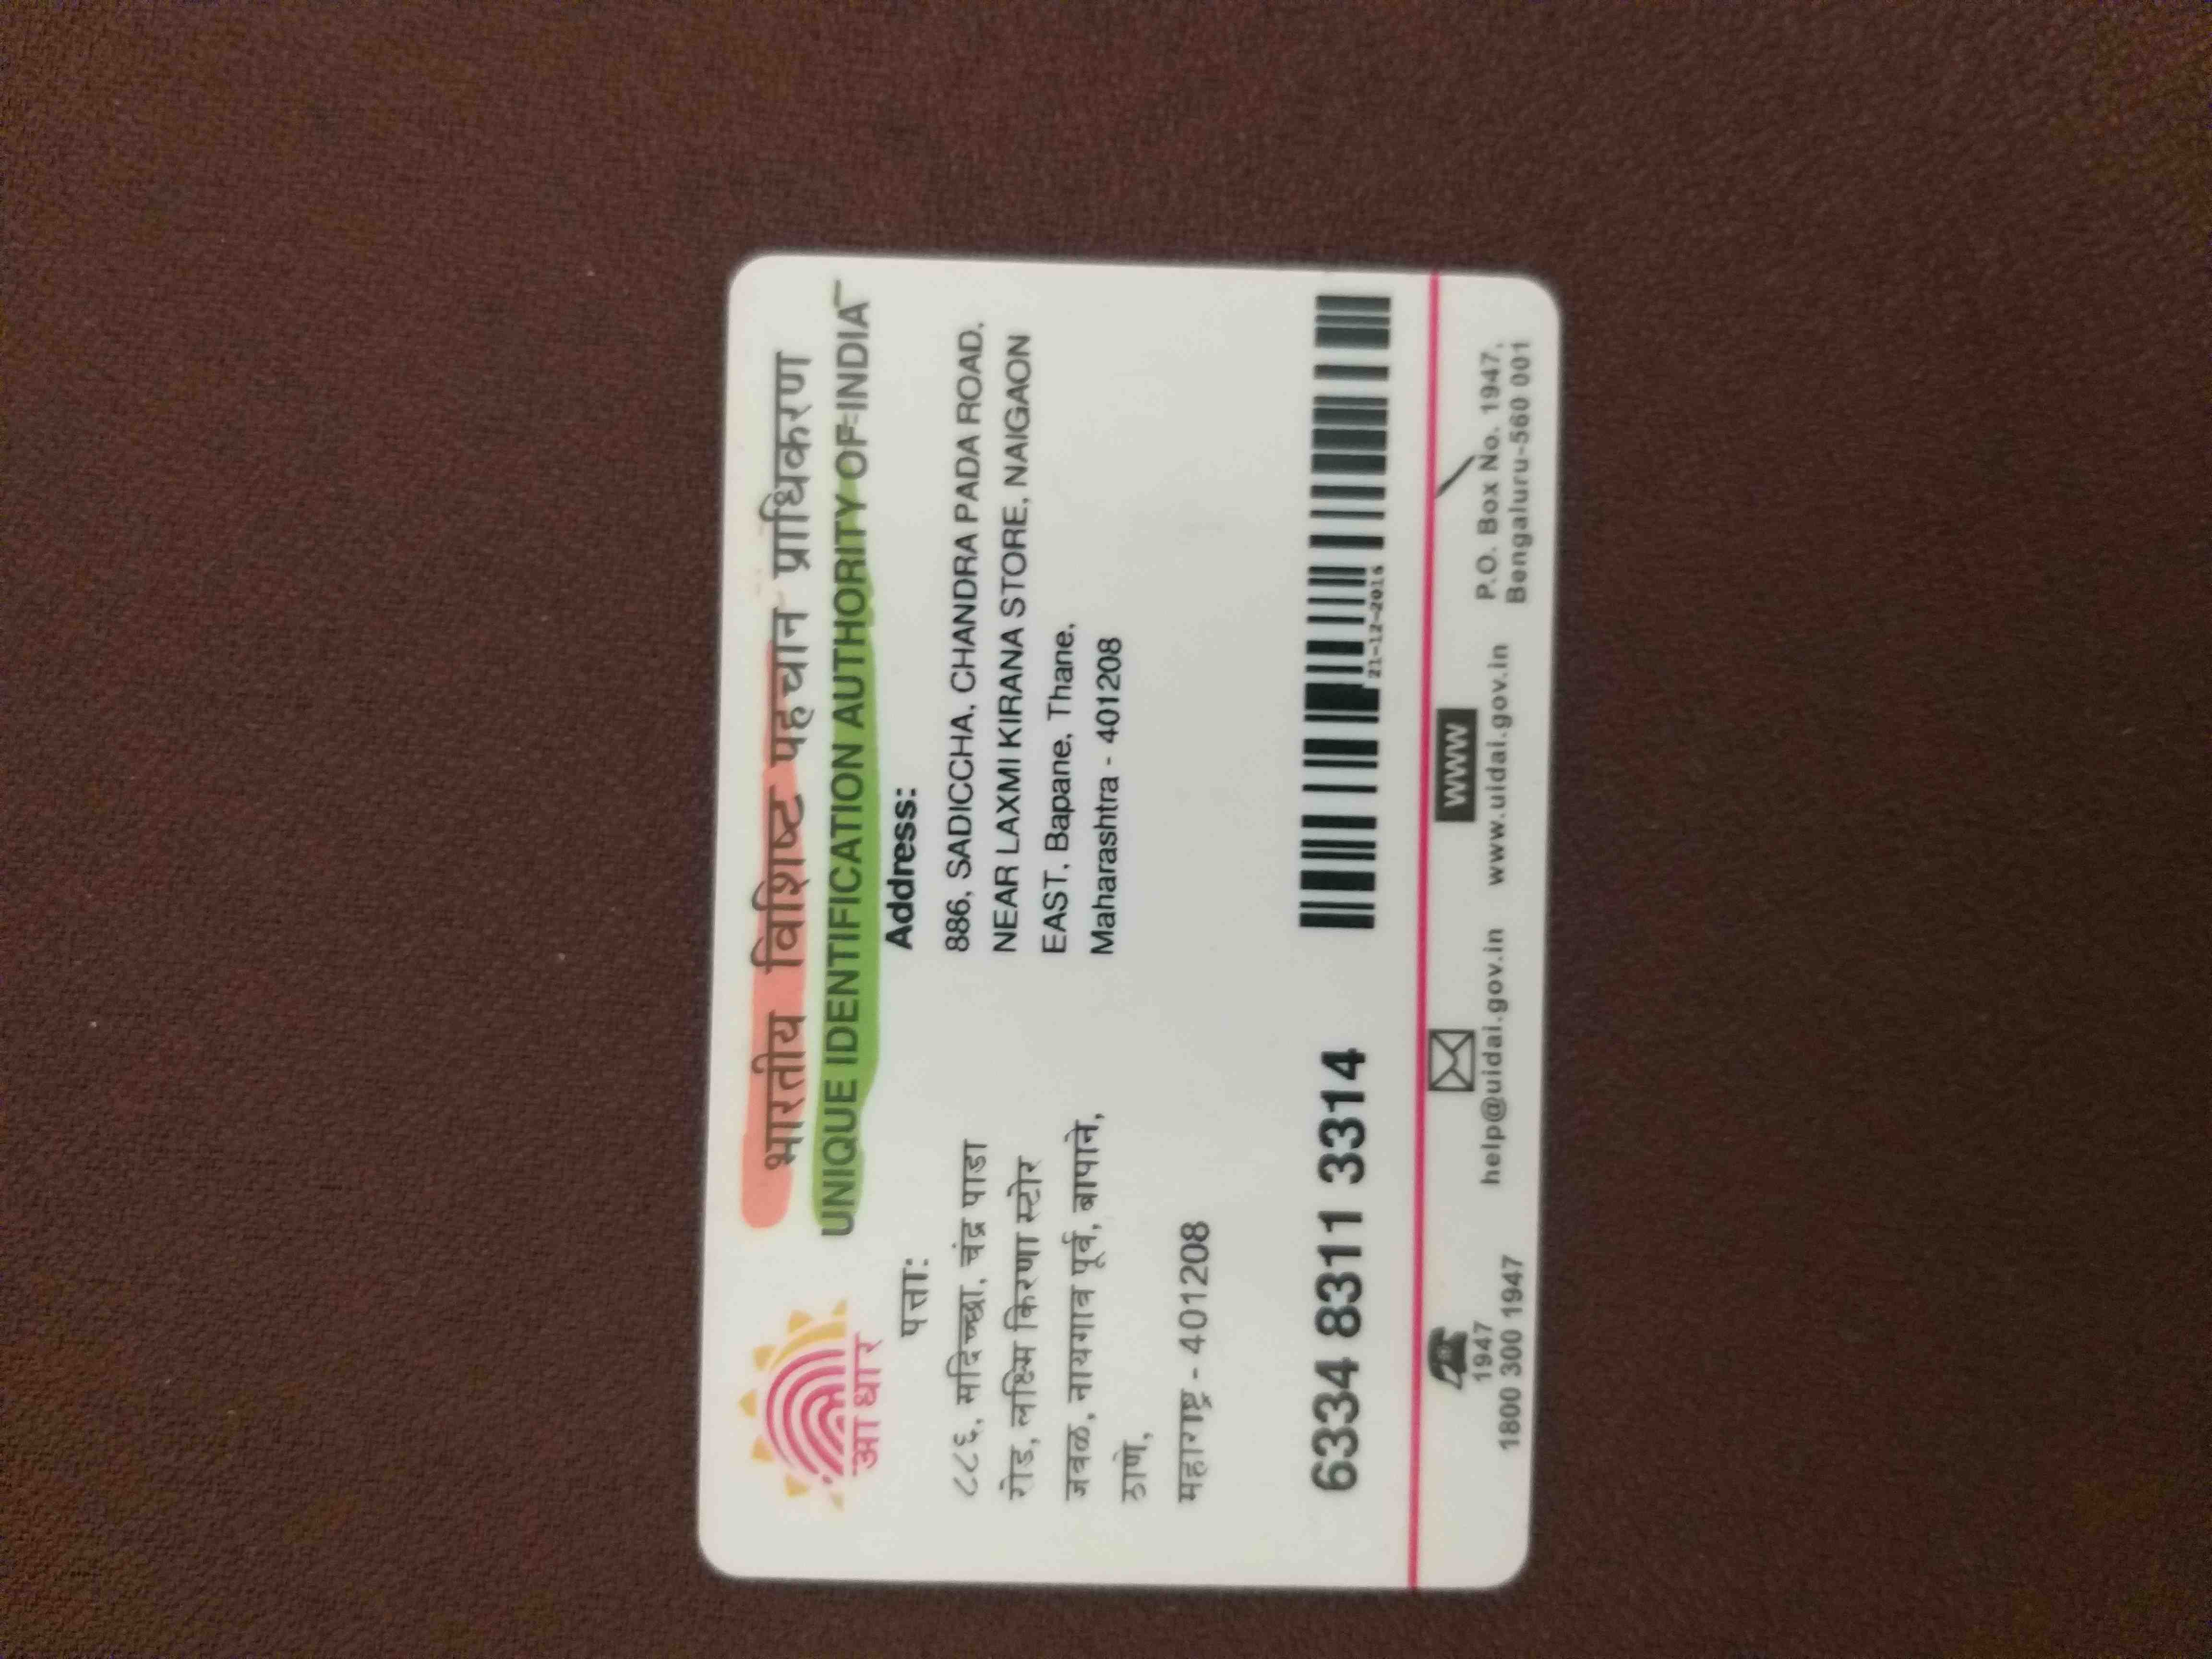 भारतीय विशिष्ट पहचान प्राधिकरण
UNIQUE IDENTIFICATION AUTHORITY OF INDIA
आधार
पत्ता:
८८६, सदिच्छा, चंद्र पाडा
रोड, लक्ष्मि किरणा स्टोर
जवळ, नायगाव पूर्व, बापाने,
ठाणे,
महाराष्ट्र - 401208
Address:
886, SADICCHA, CHANDRA PADA ROAD,
NEAR LAXMI KIRANA STORE, NAIGAON
EAST, Bapane, Thane,
Maharashtra - 401208
6334 8311 3314
21-12-2016
1947
1800 300 1947
help@uidai.gov.in
WWW
www.uidai.gov.in
P.O. Box No. 1947,
Bengaluru-560 001